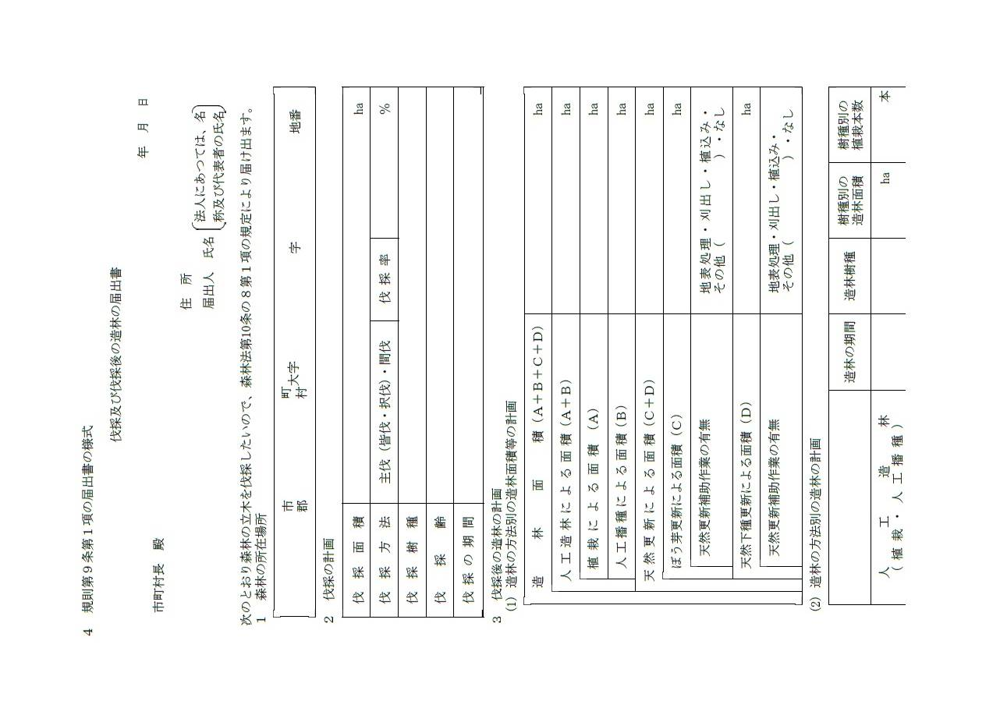 4　規則第９条第１項の届出書の様式
伐採及び伐採後の造林の届出書
年　月　日
市町村長　殿
住　所
届出人　氏名（法人にあつては、名
称及び代表者の氏名）
次のとおり森林の立木を伐採したいので、森林法第10条の８第１項の規定により届け出ます。
1　森林の所在場所
市　町
大字　字　地番
郡　村
2　伐採の計画
伐採面積　ha
伐採方法　主伐（皆伐・択伐）・間伐　伐採率　％
伐採樹種
伐採齢
伐採の期間
3　伐採後の造林の計画
(1) 造林の方法別の造林面積等の計画
造林面積（Ａ＋Ｂ＋Ｃ＋Ｄ）　ha
人工造林による面積（Ａ＋Ｂ）　ha
植栽による面積（Ａ）　ha
人工播種による面積（Ｂ）　ha
天然更新による面積（Ｃ＋Ｄ）　ha
ぼう芽更新による面積（Ｃ）　ha
天然更新補助作業の有無　地表処理・刈出し・植込み・
その他（　　）・なし
天然下種更新による面積（Ｄ）　ha
天然更新補助作業の有無　地表処理・刈出し・植込み・
その他（　　）・なし
(2) 造林の方法別の造林の計画
造林の期間　造林樹種　樹種別の造林面積　樹種別の植栽本数
人工造林　ha　本
（植栽・人工播種）